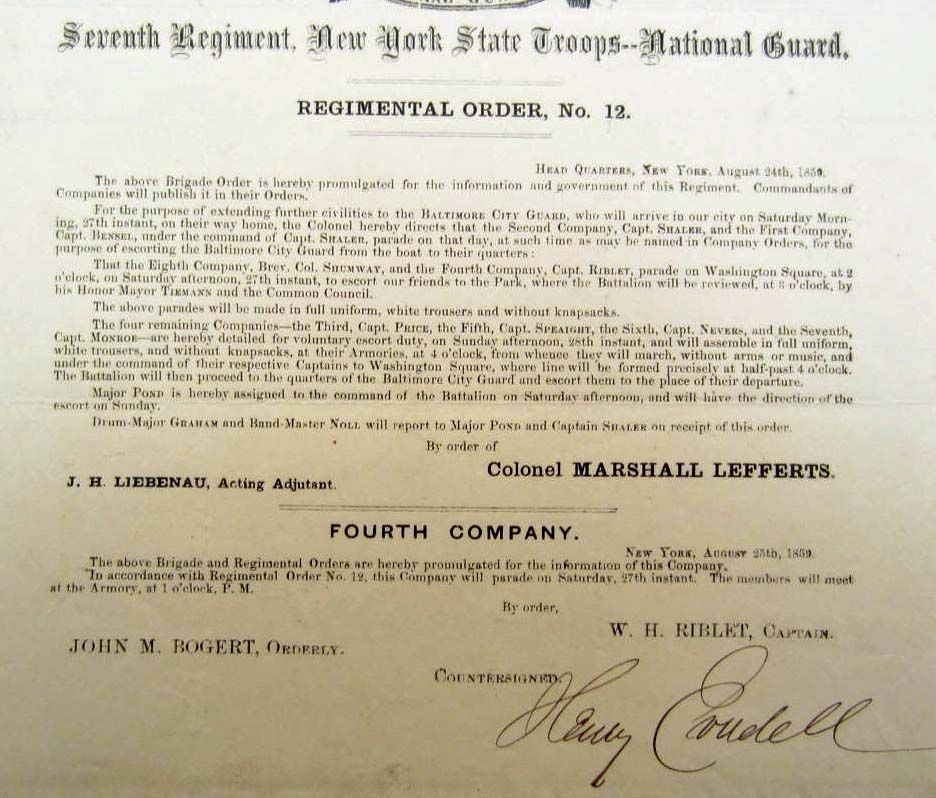 Seventh Regiment, New York State Troops--National Guard.
REGIMENTAL ORDER, No. 12.
Head Quarters, New York, August 24th, 1859.
The above Brigade Order is hereby promulgated for the information and government of this Regiment. Commandants of
Companies will publish it in their Orders.
For the purpose of extending further civilities to the Baltimore City Guard, who will arrive in our city on Saturday Morn-
ing, 27th instant, on their way home, the Colonel hereby directs that the Second Company, Capt. Shaler, and the First Company,
Capt. Bensel, under the command of Capt. Shaler, parade on that day, at such time as may be named in Company Orders, for the
purpose of escorting the Baltimore City Guard from the boat to their quarters:
That the Eighth Company, Brev. Col. Shumway, and the Fourth Company, Capt. Riblet, parade on Washington Square, at 2
o'clock, on Saturday afternoon, 27th instant, to escort our friends to the Park, where the Battalion will be reviewed, at 3 o'clock, by
his Honor Mayor Tiemann and the Common Council.
The above parades will be made in full uniform, white trousers and without knapsacks.
The four remaining Companies—the Third, Capt. Price, the Fifth, Capt. Speaight, the Sixth, Capt. Nevers, and the Seventh,
Capt. Monroe—are hereby detailed for voluntary escort duty, on Sunday afternoon, 28th instant, and will assemble in full uniform,
white trousers, and without knapsacks, at their Armories, at 4 o'clock, from whence they will march, without arms or music, and
under the command of their respective Captains to Washington Square, where line will be formed precisely at half-past 4 o'clock.
The Battalion will then proceed to the quarters of the Baltimore City Guard and escort them to the place of their departure.
Major Pond is hereby assigned to the command of the Battalion on Saturday afternoon, and will have the direction of the
escort on Sunday.
Drum-Major Graham and Band-Master Noll will report to Major Pond and Captain Shaler on receipt of this order.
By order of
Colonel MARSHALL LEFFERTS.
J. H. LIEBENAU, Acting Adjutant.
FOURTH COMPANY.
New York, August 25th, 1859.
The above Brigade and Regimental Orders are hereby promulgated for the information of this Company.
In accordance with Regimental Order No. 12, this Company will parade on Saturday, 27th instant. The members will meet
at the Armory, at 1 o'clock, P. M.
By order,
W. H. RIBLET, Captain.
JOHN M. BOGERT, Orderly.
Countersigned.
Henry Condell